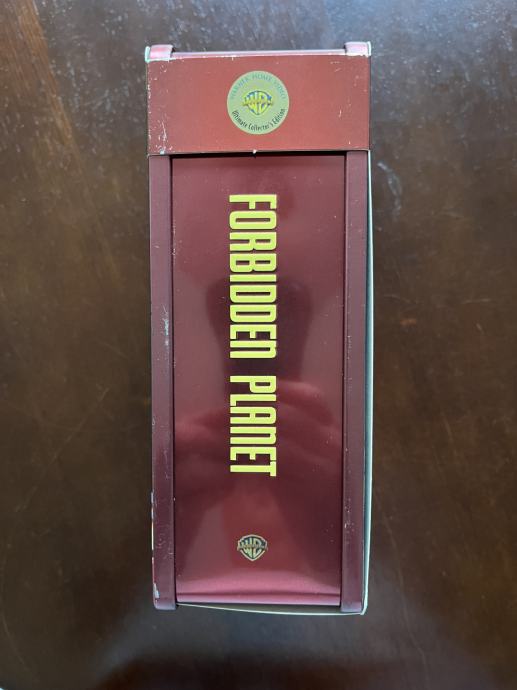 WARNER HOME VIDEO
WB
Ultimate Collector's Edition
FORBIDDEN PLANET
WB